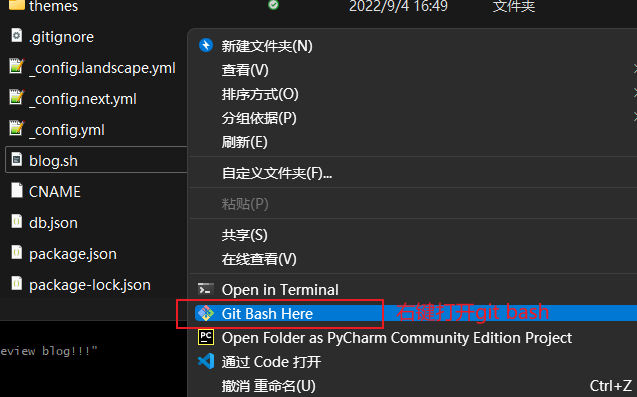 themes 2022/9/4 16:49 文件夹
.gitignore
_config.landscape.yml
_config.next.yml
_config.yml
blog.sh
CNAME
db.json
package.json
package-lock.json
eview blog!!!"
新建文件夹(N)
查看(V)
排序方式(O)
分组依据(P)
刷新(E)
自定义文件夹(F)...
粘贴(P)
共享(S)
在线查看(V)
Open in Terminal
Git Bash Here 右键打开git bash
PC Open Folder as PyCharm Community Edition Project
通过 Code 打开
撤消 重命名(U) Ctrl+Z